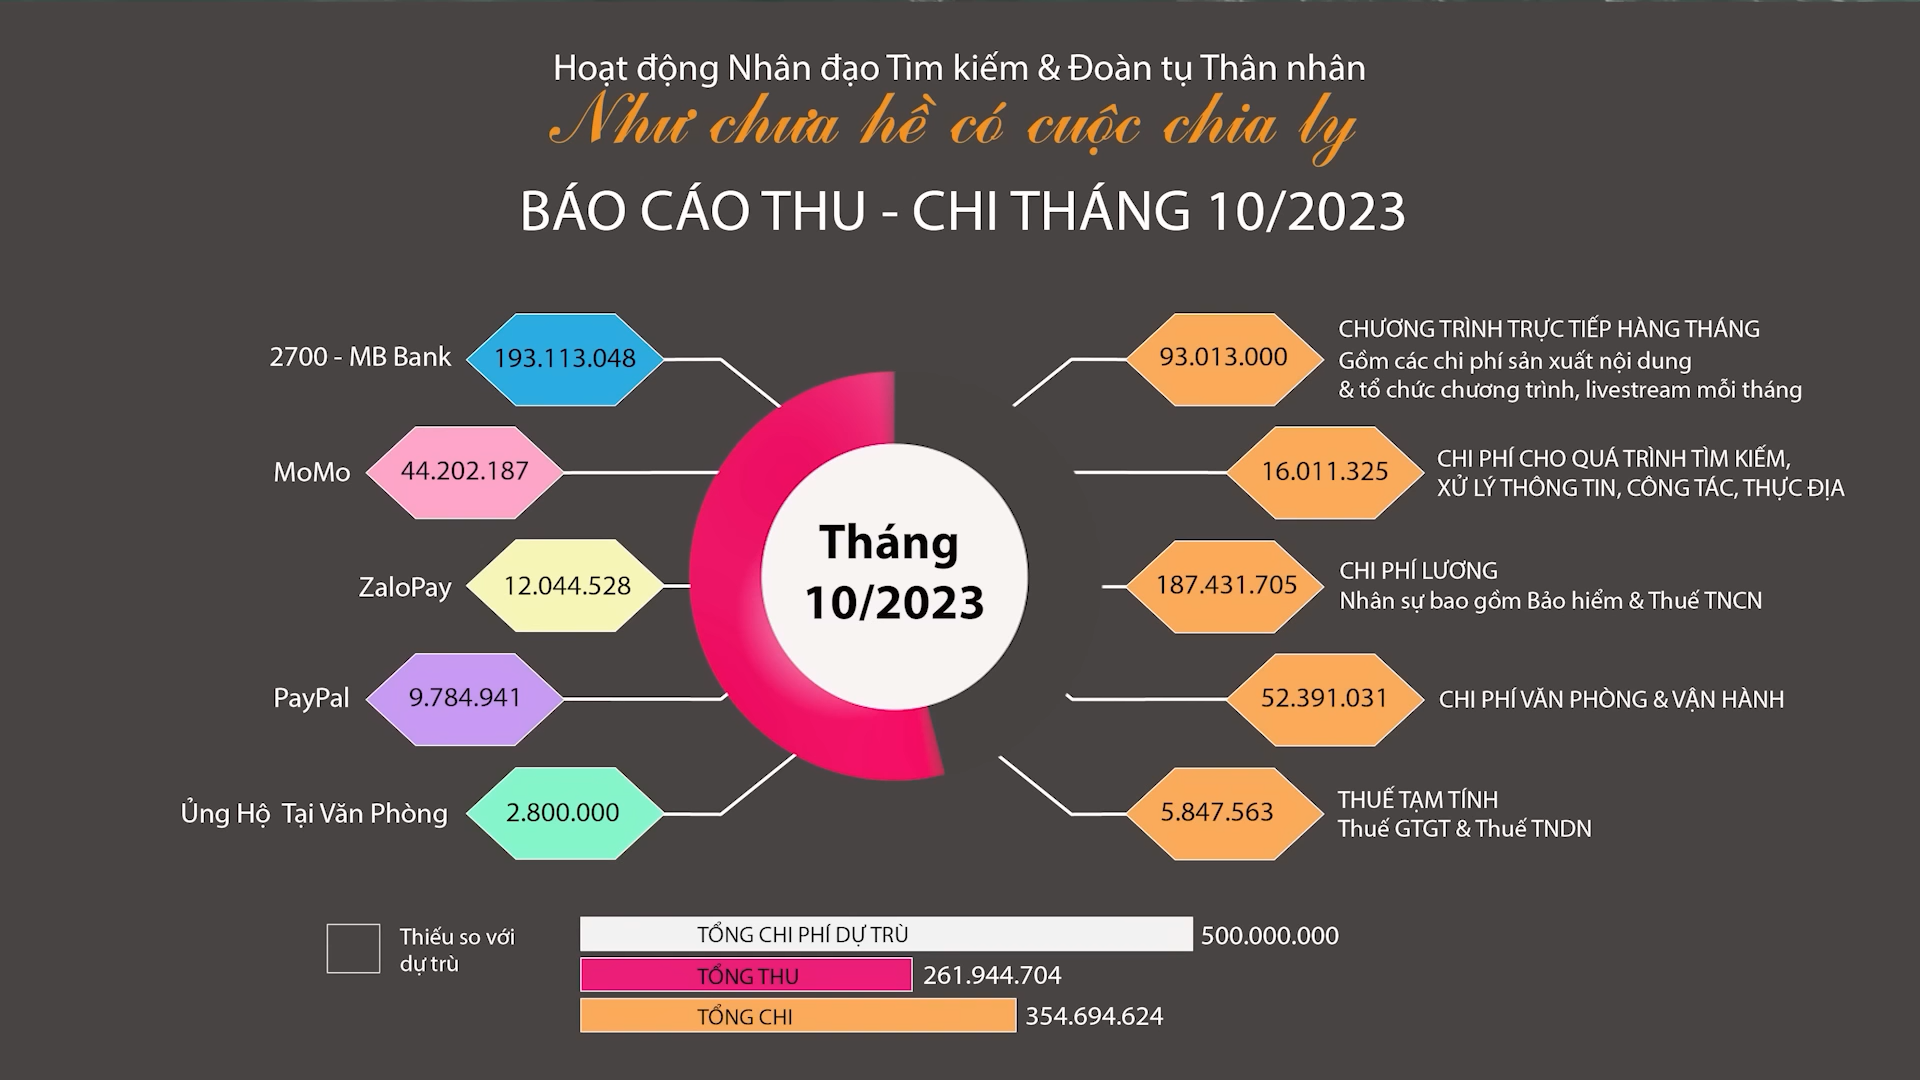 Hoạt động Nhân đạo Tìm kiếm & Đoàn tụ Thân nhân
Như chưa hề có cuộc chia ly
BÁO CÁO THU - CHI THÁNG 10/2023
2700 - MB Bank
193.113.048
MoMo
44.202.187
ZaloPay
12.044.528
PayPal
9.784.941
Ủng Hộ Tại Văn Phòng
2.800.000
Tháng
10/2023
93.013.000
CHƯƠNG TRÌNH TRỰC TIẾP HÀNG THÁNG
Gồm các chi phí sản xuất nội dung
& tổ chức chương trình, livestream mỗi tháng
16.011.325
CHI PHÍ CHO QUÁ TRÌNH TÌM KIẾM,
XỬ LÝ THÔNG TIN, CÔNG TÁC, THỰC ĐỊA
187.431.705
CHI PHÍ LƯƠNG
Nhân sự bao gồm Bảo hiểm & Thuế TNCN
52.391.031
CHI PHÍ VĂN PHÒNG & VẬN HÀNH
5.847.563
THUẾ TẠM TÍNH
Thuế GTGT & Thuế TNDN
Thiếu so với
dự trù
TỔNG CHI PHÍ DỰ TRÙ 500.000.000
TỔNG THU 261.944.704
TỔNG CHI 354.694.624